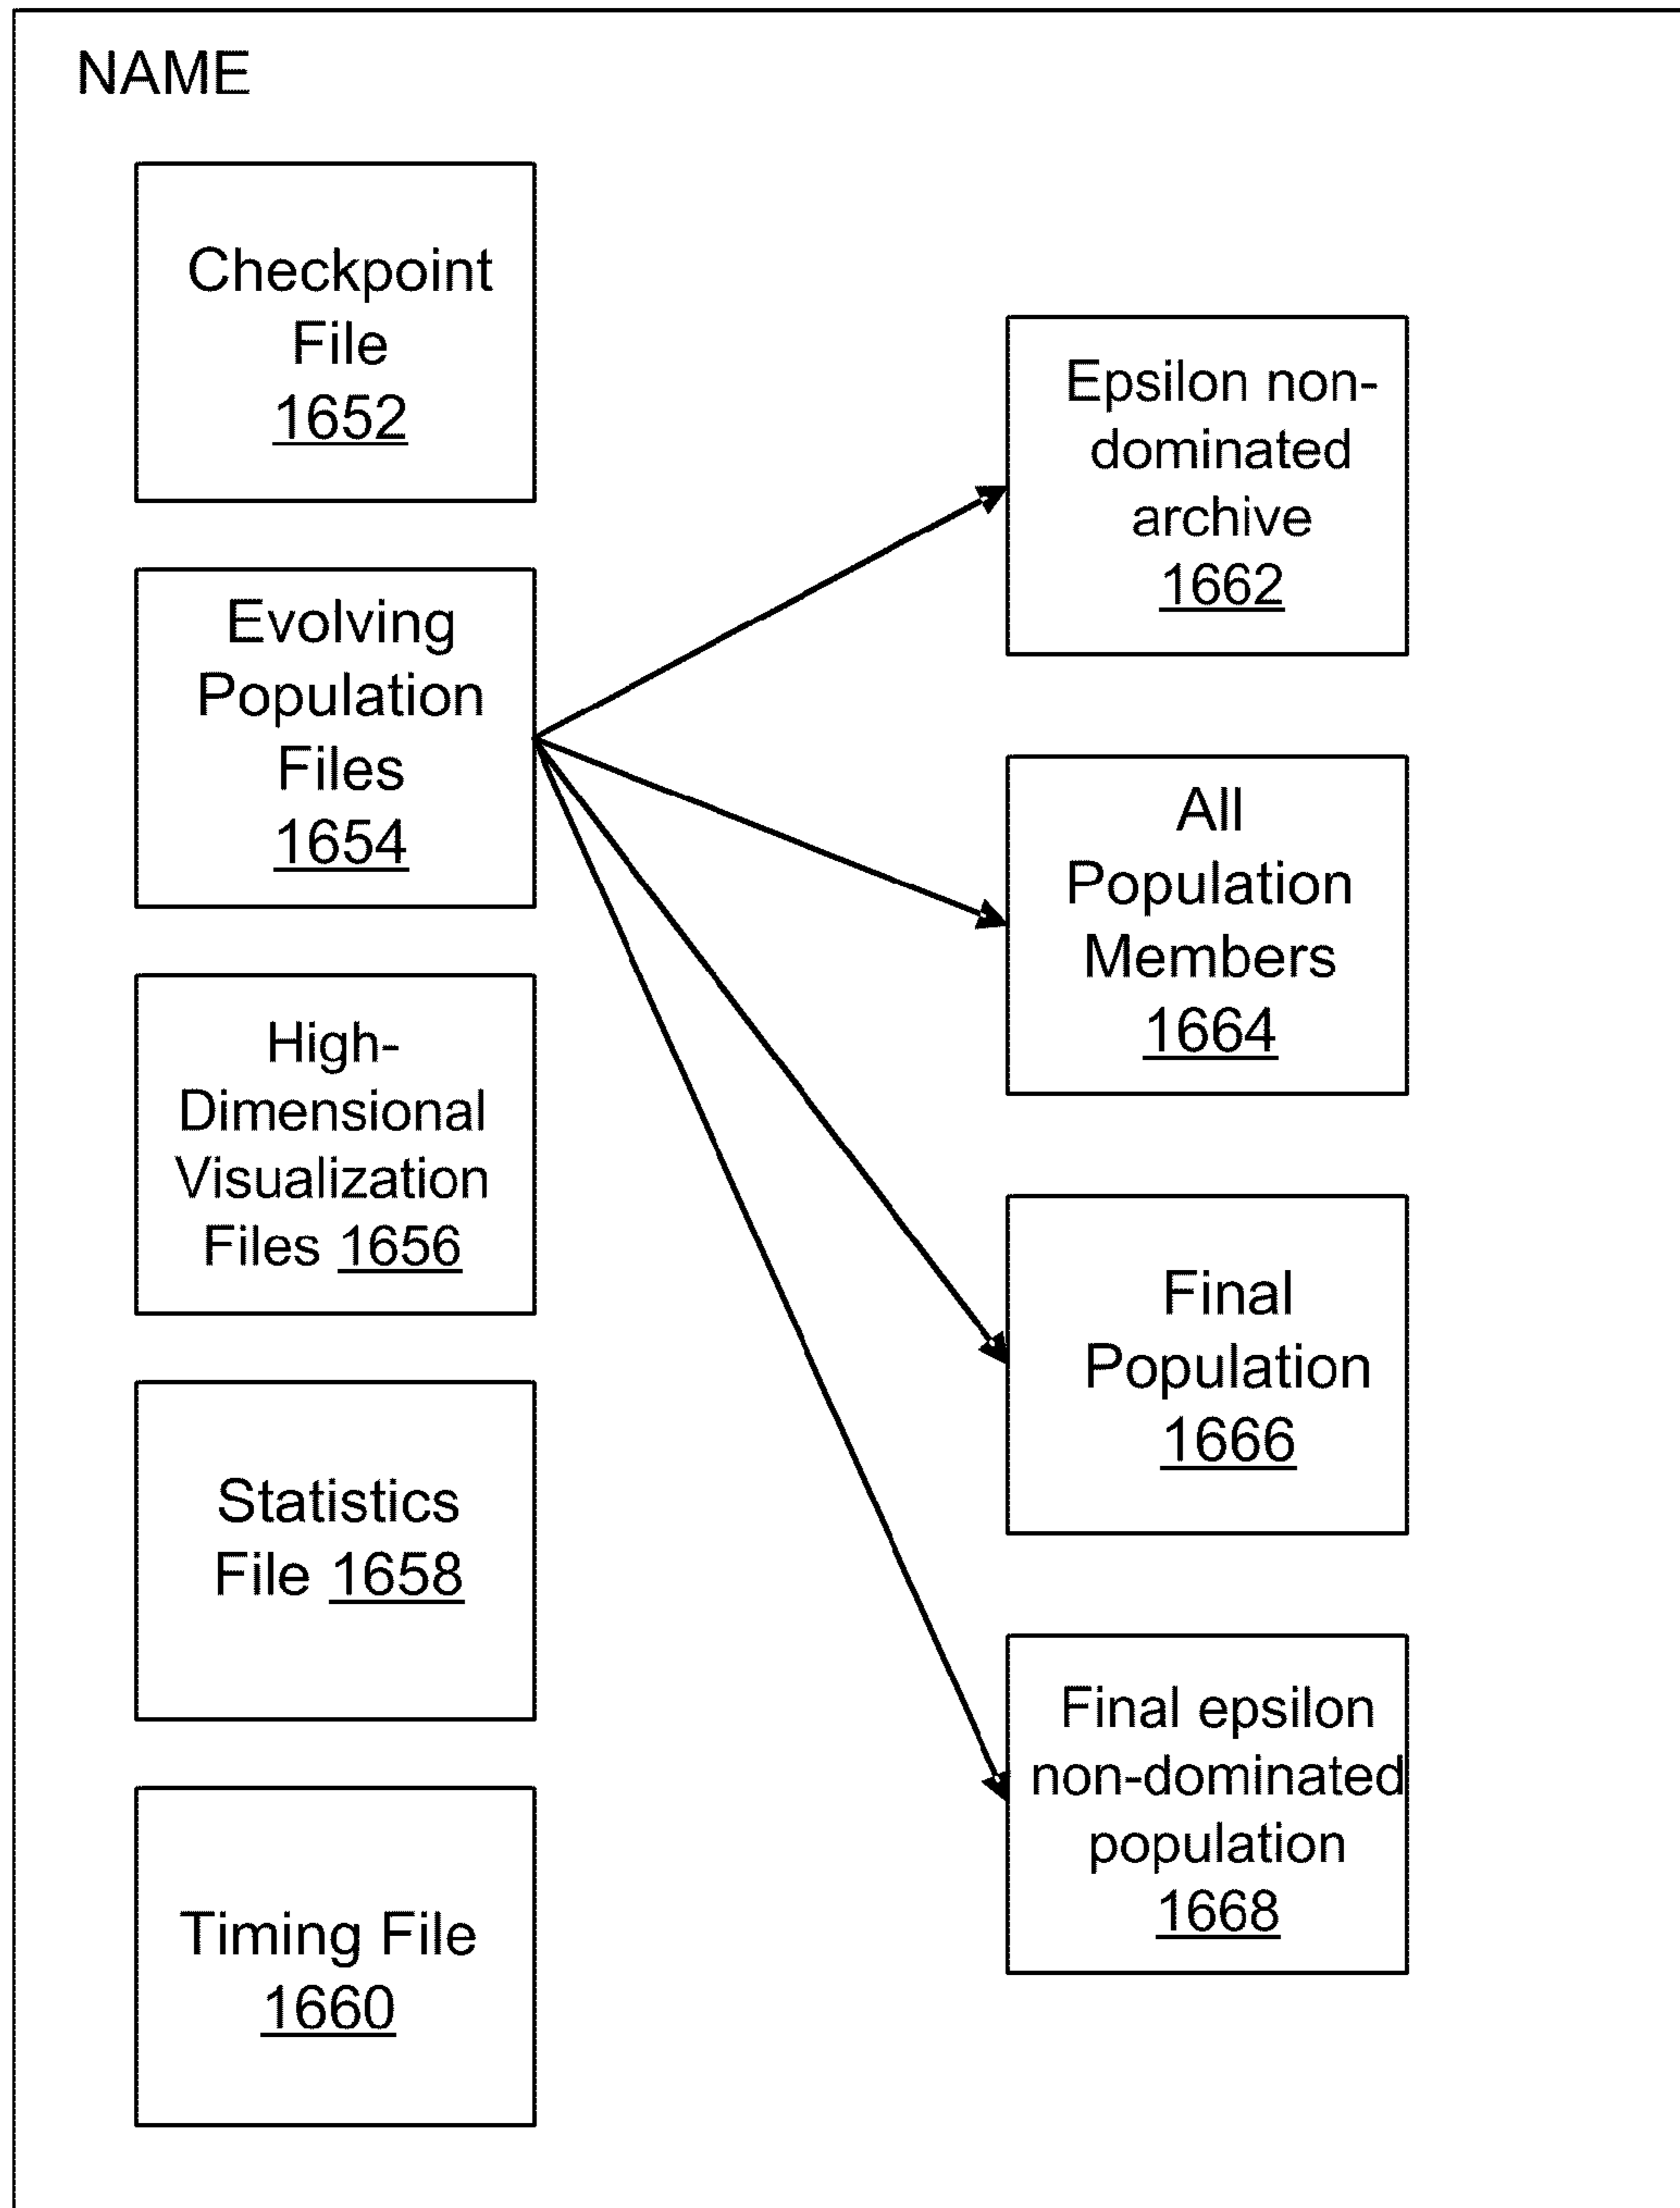 NAME
Checkpoint
File
1652
Evolving
Population
Files
1654
High-
Dimensional
Visualization
Files 1656
Statistics
File 1658
Timing File
1660
Epsilon non-
dominated
archive
1662
All
Population
Members
1664
Final
Population
1666
Final epsilon
non-dominated
population
1668